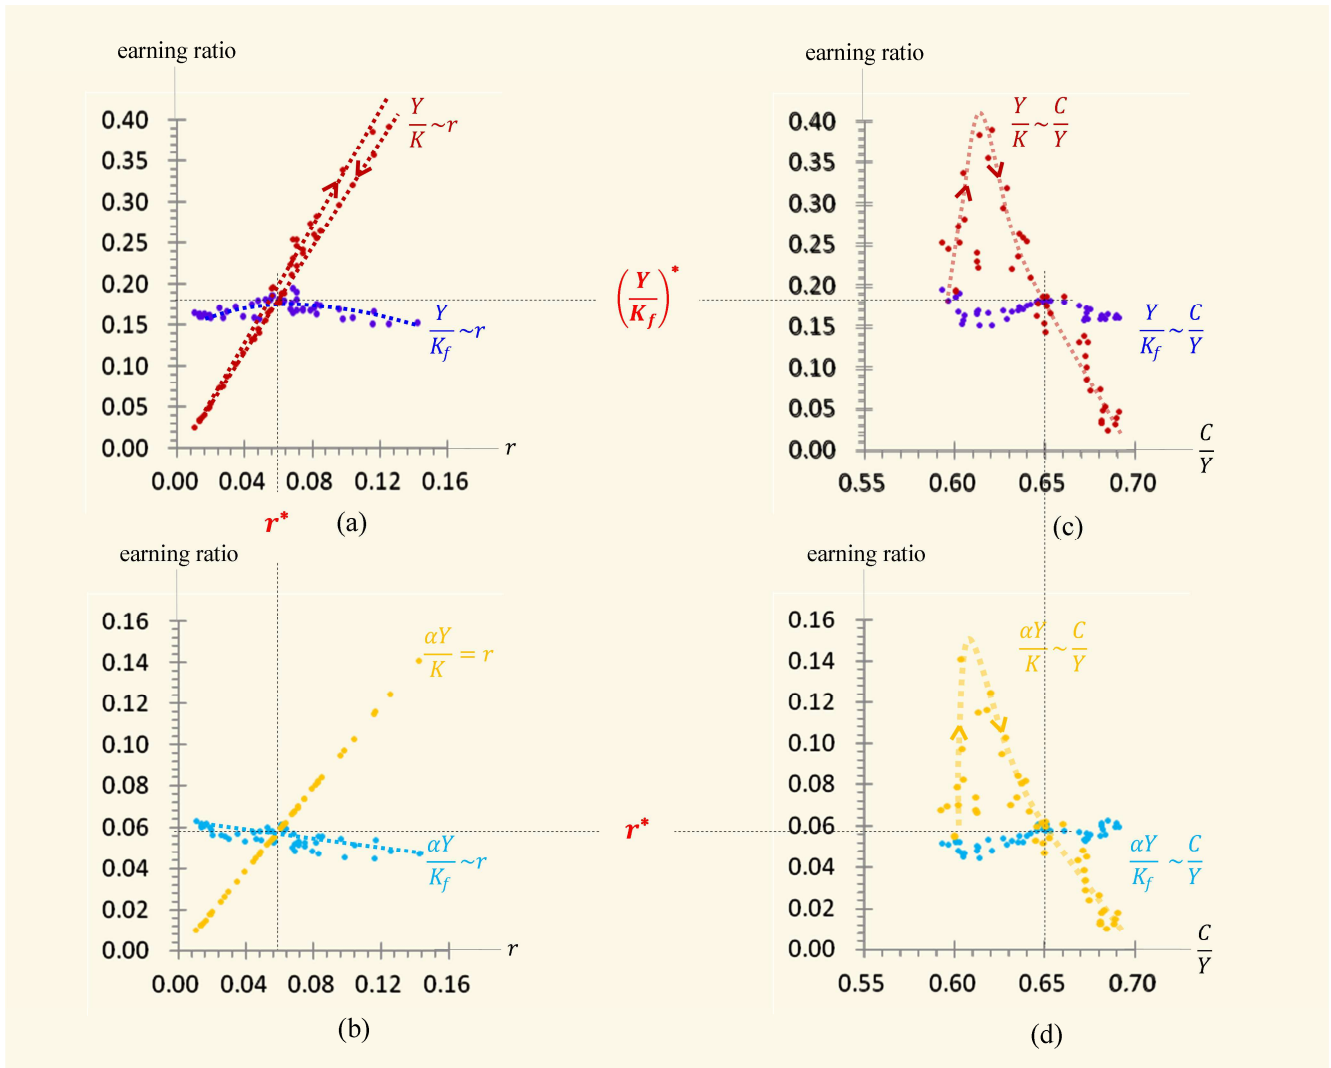 earning ratio
0.40
0.35
0.30
0.25
0.20
0.15
0.10
0.05
0.00
0.00 0.04 0.08 0.12 0.16
Y/K ~ r
Y/K_f ~ r
r
r*
(a)
(Y/K_f)*
earning ratio
0.40
0.35
0.30
0.25
0.20
0.15
0.10
0.05
0.00
0.55 0.60 0.65 0.70
Y/K ~ C/Y
Y/K_f ~ C/Y
C/Y
(c)
earning ratio
0.16
0.14
0.12
0.10
0.08
0.06
0.04
0.02
0.00
0.00 0.04 0.08 0.12 0.16
αY/K = r
αY/K_f ~ r
r
(b)
r*
earning ratio
0.16
0.14
0.12
0.10
0.08
0.06
0.04
0.02
0.00
0.55 0.60 0.65 0.70
αY/K ~ C/Y
αY/K_f ~ C/Y
C/Y
(d)